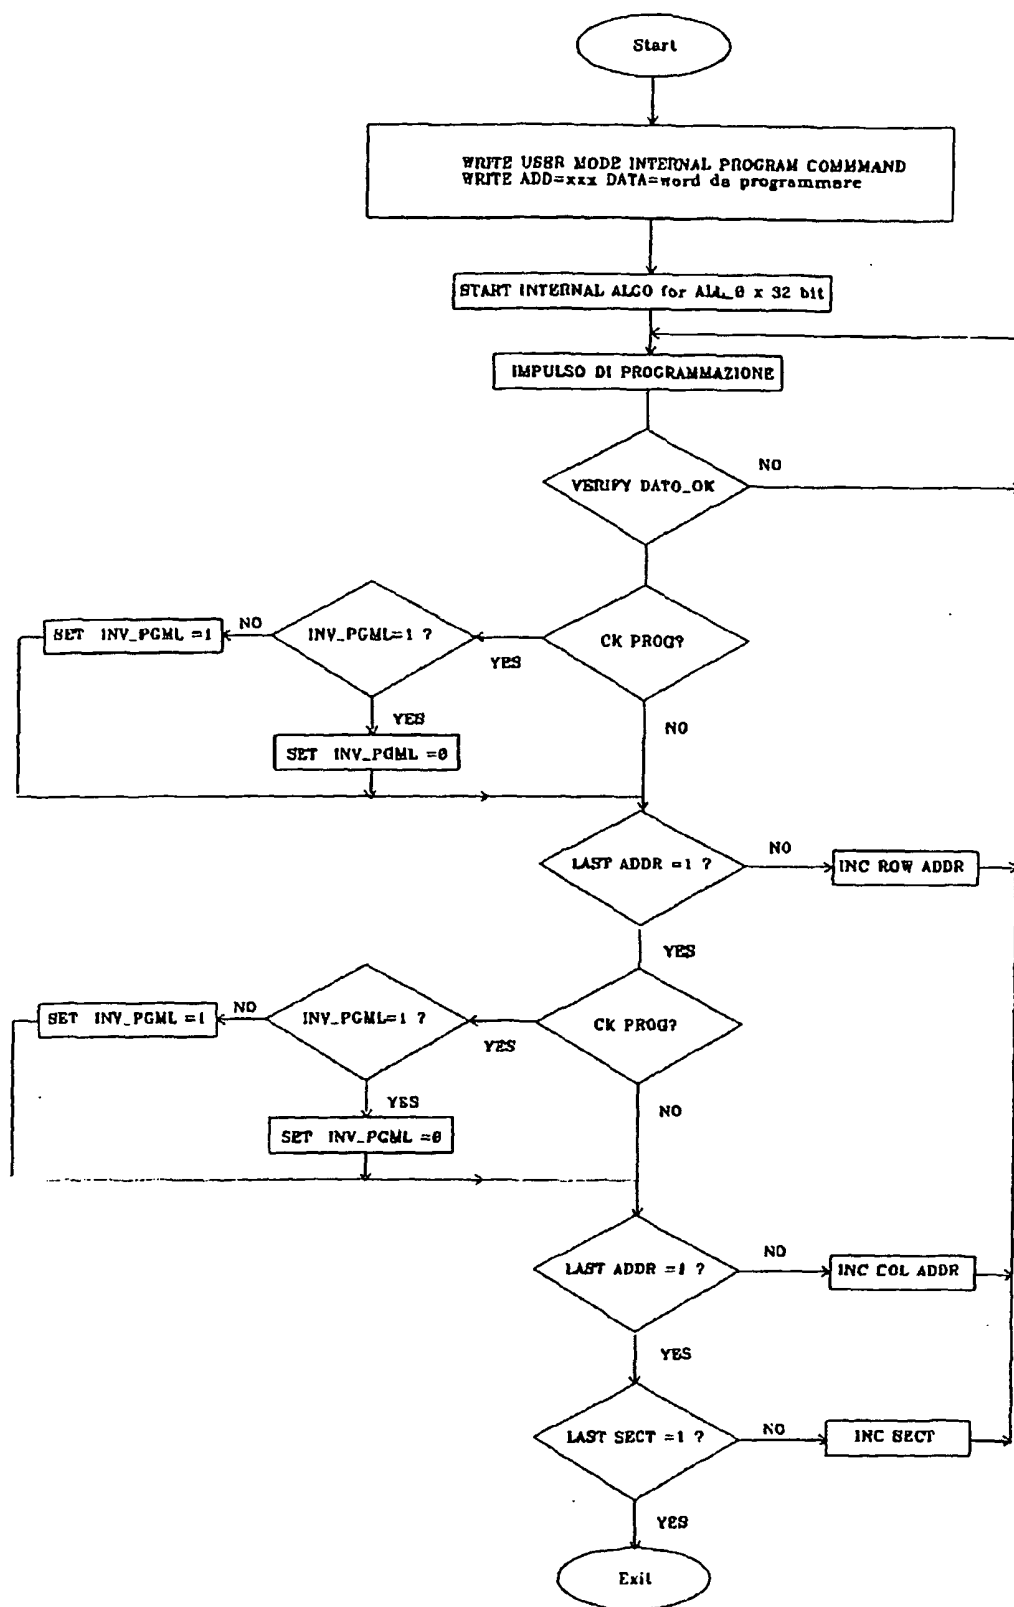 Start
WRITE USER MODE INTERNAL PROGRAM COMMMAND
WRITE ADD=xxx DATA=word da programmare
START INTERNAL ALGO for ALL_0 x 32 bit
IMPULSO DI PROGRAMMAZIONE
VERIFY DATO_OK
NO
SET INV_PGML =1
NO
INV_PGML=1 ?
YES
CK PROG?
YES
NO
SET INV_PGML =0
LAST ADDR =1 ?
NO
INC ROW ADDR
YES
SET INV_PGML =1
NO
INV_PGML=1 ?
YES
CK PROG?
YES
NO
SET INV_PGML =0
LAST ADDR =1 ?
NO
INC COL ADDR
YES
LAST SECT =1 ?
NO
INC SECT
YES
Exit